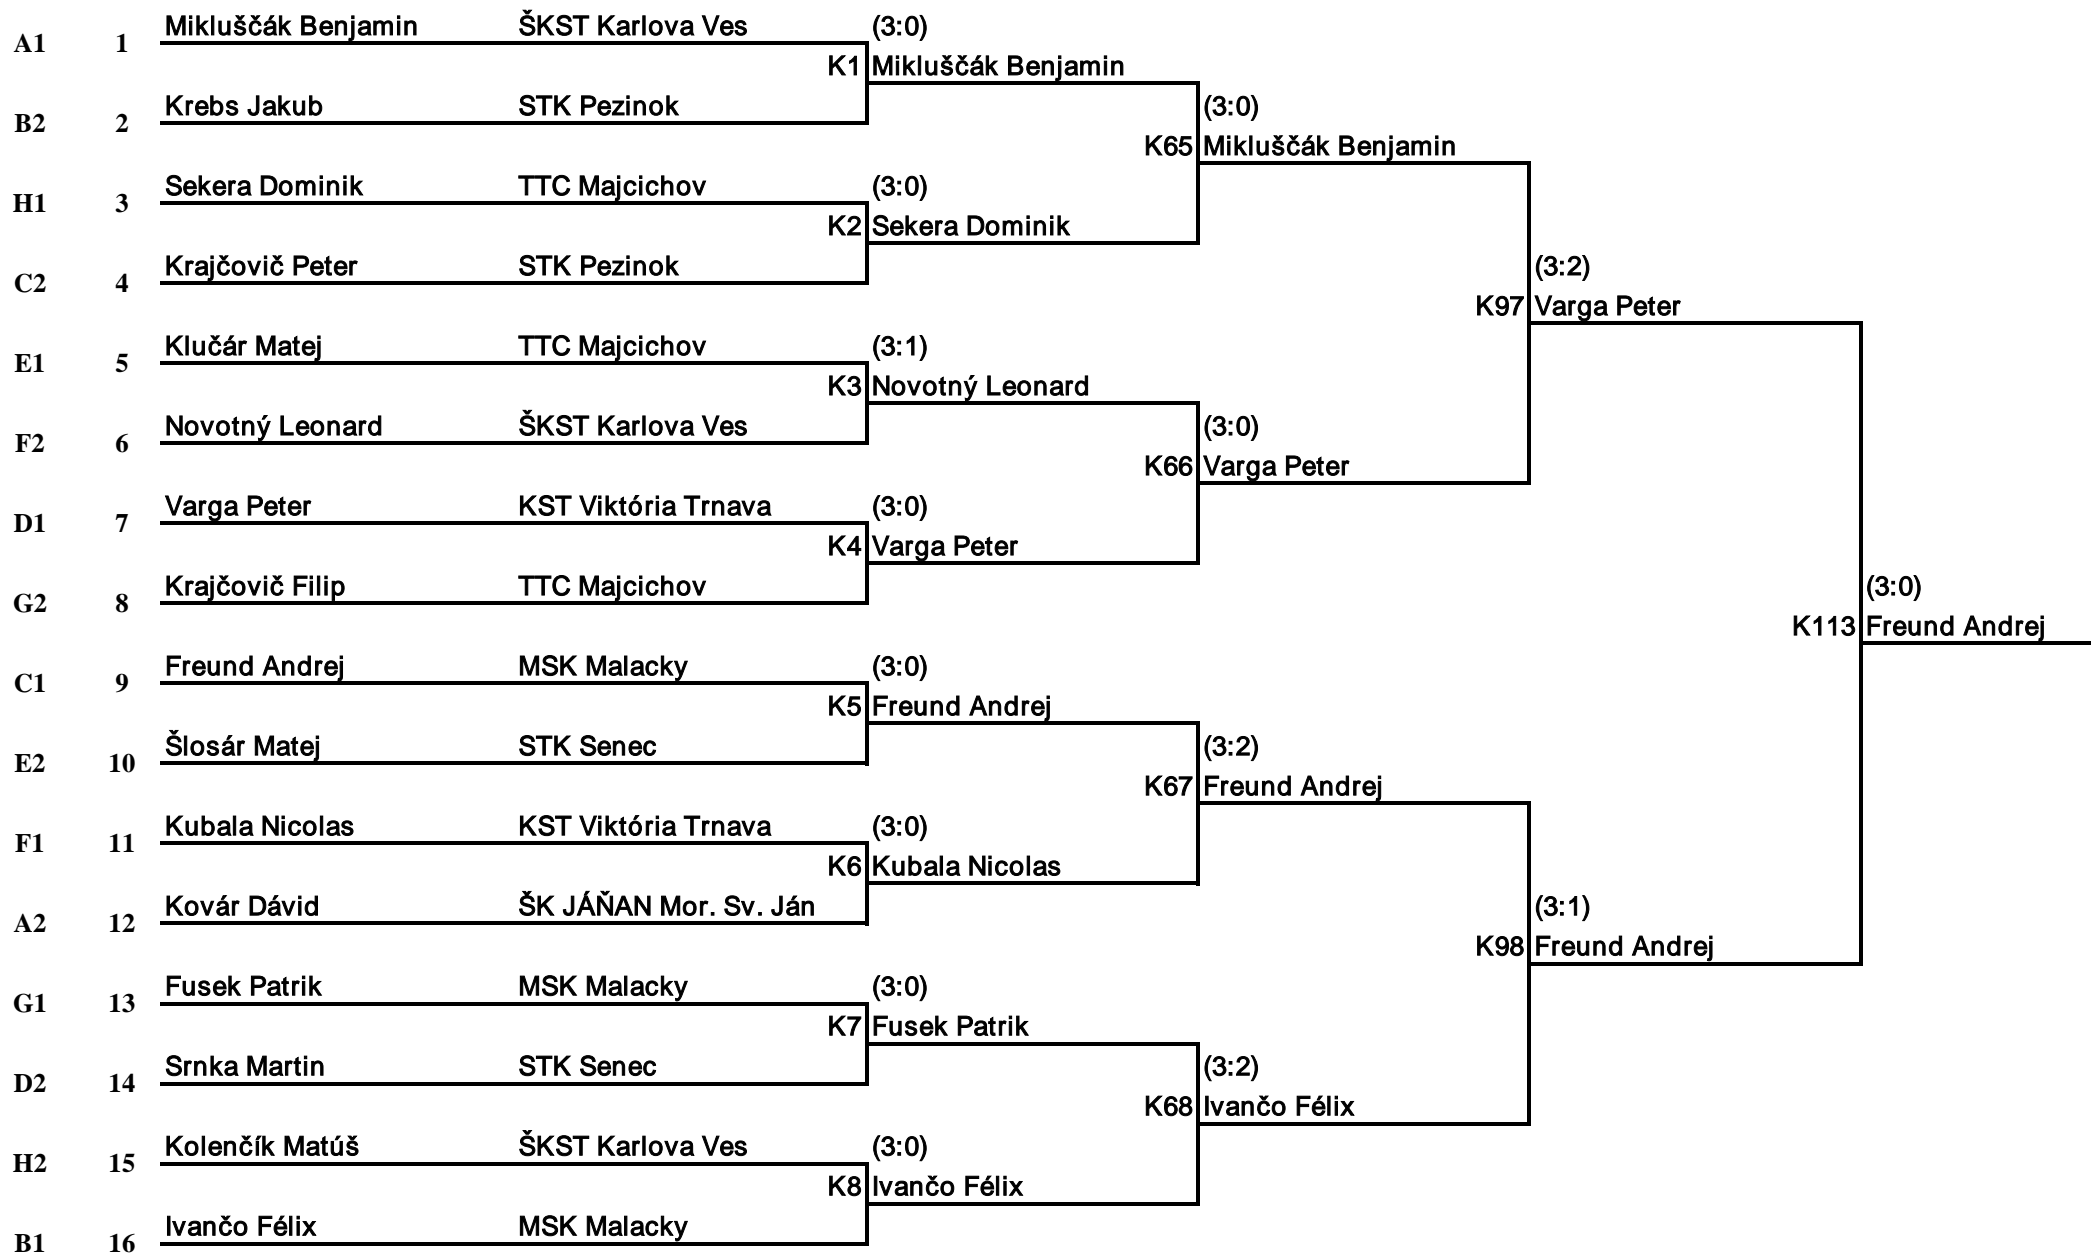 A1 1 Mikluščák Benjamin ŠKST Karlova Ves (3:0)
K1 Mikluščák Benjamin
B2 2 Krebs Jakub STK Pezinok (3:0)
K65 Mikluščák Benjamin
H1 3 Sekera Dominik TTC Majcichov (3:0)
K2 Sekera Dominik
C2 4 Krajčovič Peter STK Pezinok (3:2)
K97 Varga Peter
E1 5 Klučár Matej TTC Majcichov (3:1)
K3 Novotný Leonard
F2 6 Novotný Leonard ŠKST Karlova Ves (3:0)
K66 Varga Peter
D1 7 Varga Peter KST Viktória Trnava (3:0)
K4 Varga Peter
G2 8 Krajčovič Filip TTC Majcichov (3:0)
K113 Freund Andrej
C1 9 Freund Andrej MSK Malacky (3:0)
K5 Freund Andrej
E2 10 Šlosár Matej STK Senec (3:2)
K67 Freund Andrej
F1 11 Kubala Nicolas KST Viktória Trnava (3:0)
K6 Kubala Nicolas
A2 12 Kovár Dávid ŠK JÁŇAN Mor. Sv. Ján (3:1)
K98 Freund Andrej
G1 13 Fusek Patrik MSK Malacky (3:0)
K7 Fusek Patrik
D2 14 Srnka Martin STK Senec (3:2)
K68 Ivančo Félix
H2 15 Kolenčík Matúš ŠKST Karlova Ves (3:0)
K8 Ivančo Félix
B1 16 Ivančo Félix MSK Malacky